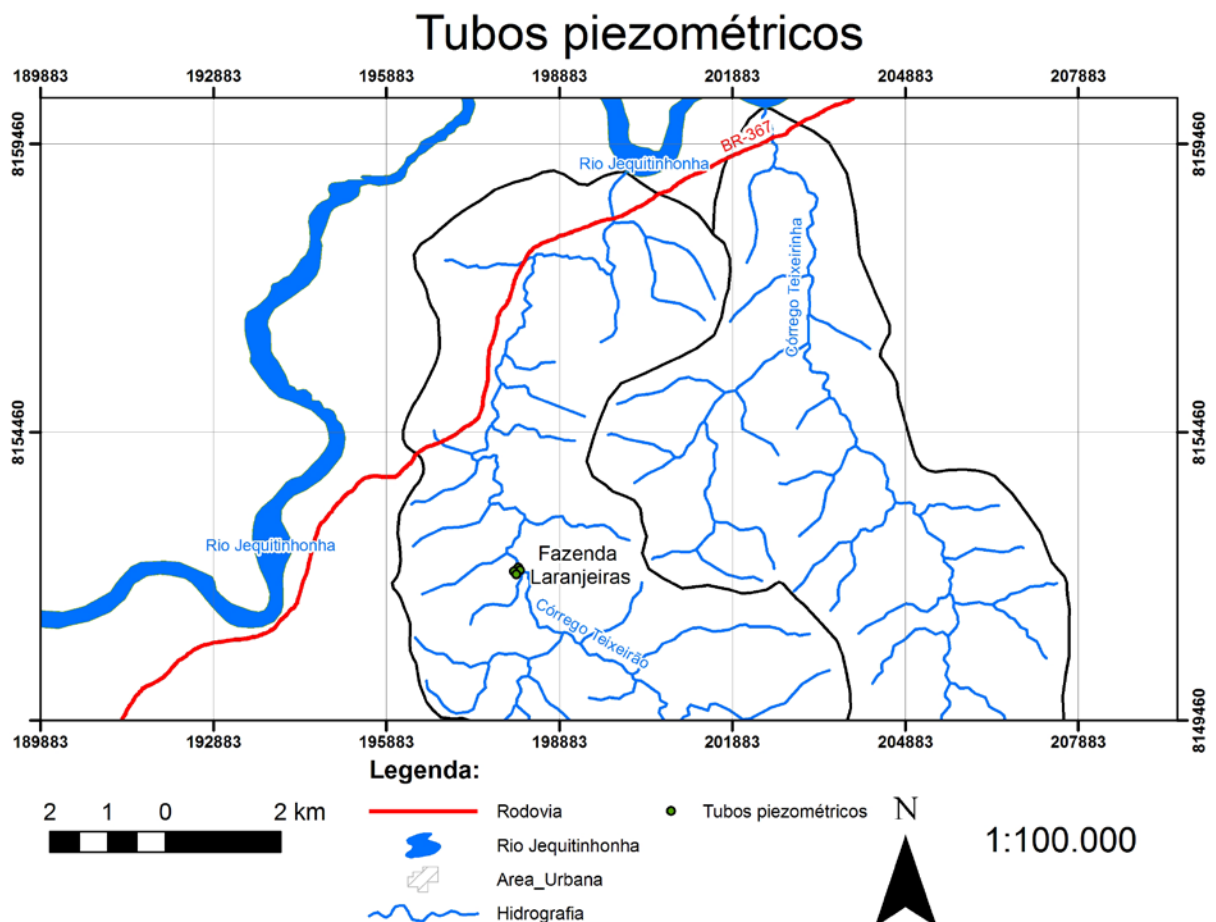 Tubos piezométricos
189883 192883 195883 198883 201883 204883 207883
8159460 8159460
BR-367
Rio Jequitinhonha
Córrego Teixeirinha
8154460 8154460
Rio Jequitinhonha
Fazenda
Laranjeiras
Córrego Teixeirão
8149460
189883 192883 195883 198883 201883 204883 207883
Legenda:
2 1 0 2 km
Rodovia
Tubos piezométricos
N
Rio Jequitinhonha
1:100.000
Area_Urbana
Hidrografia